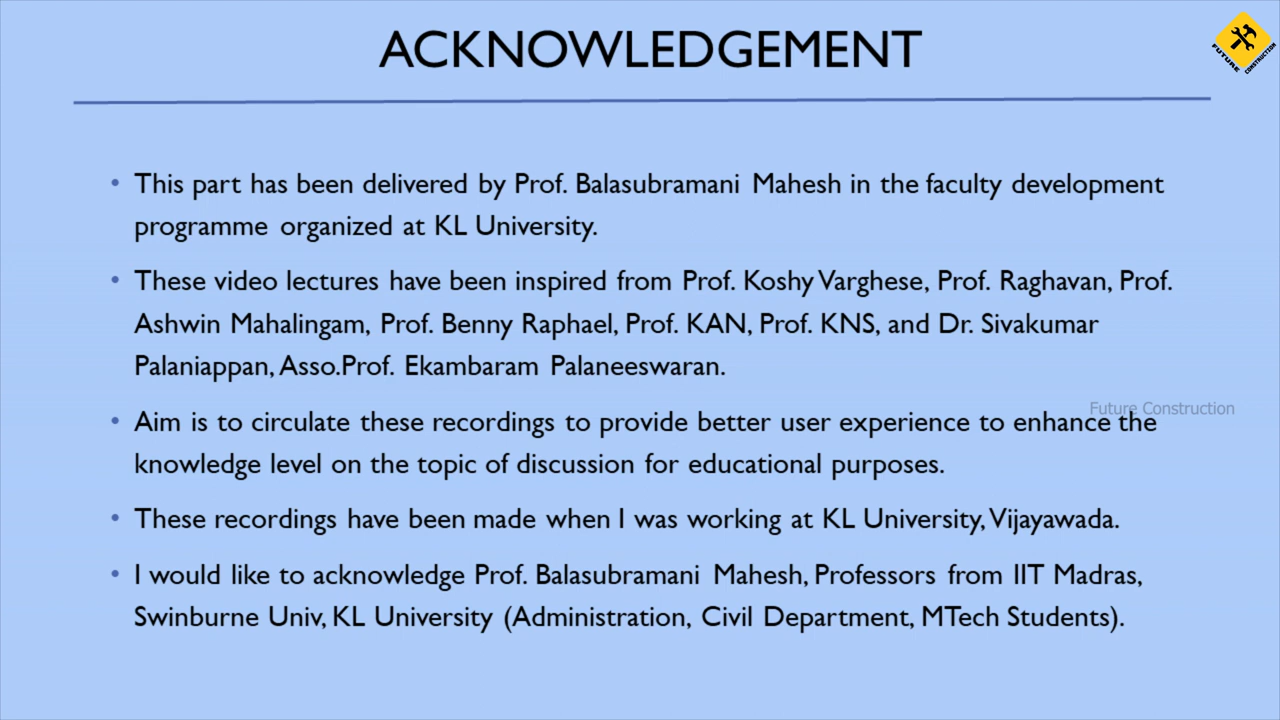 ACKNOWLEDGEMENT
FUTURE CONSTRUCTION
• This part has been delivered by Prof. Balasubramani Mahesh in the faculty development
programme organized at KL University.
• These video lectures have been inspired from Prof. Koshy Varghese, Prof. Raghavan, Prof.
Ashwin Mahalingam, Prof. Benny Raphael, Prof. KAN, Prof. KNS, and Dr. Sivakumar
Palaniappan, Asso.Prof. Ekambaram Palaneeswaran.
Future Construction
• Aim is to circulate these recordings to provide better user experience to enhance the
knowledge level on the topic of discussion for educational purposes.
• These recordings have been made when I was working at KL University, Vijayawada.
• I would like to acknowledge Prof. Balasubramani Mahesh, Professors from IIT Madras,
Swinburne Univ, KL University (Administration, Civil Department, MTech Students).